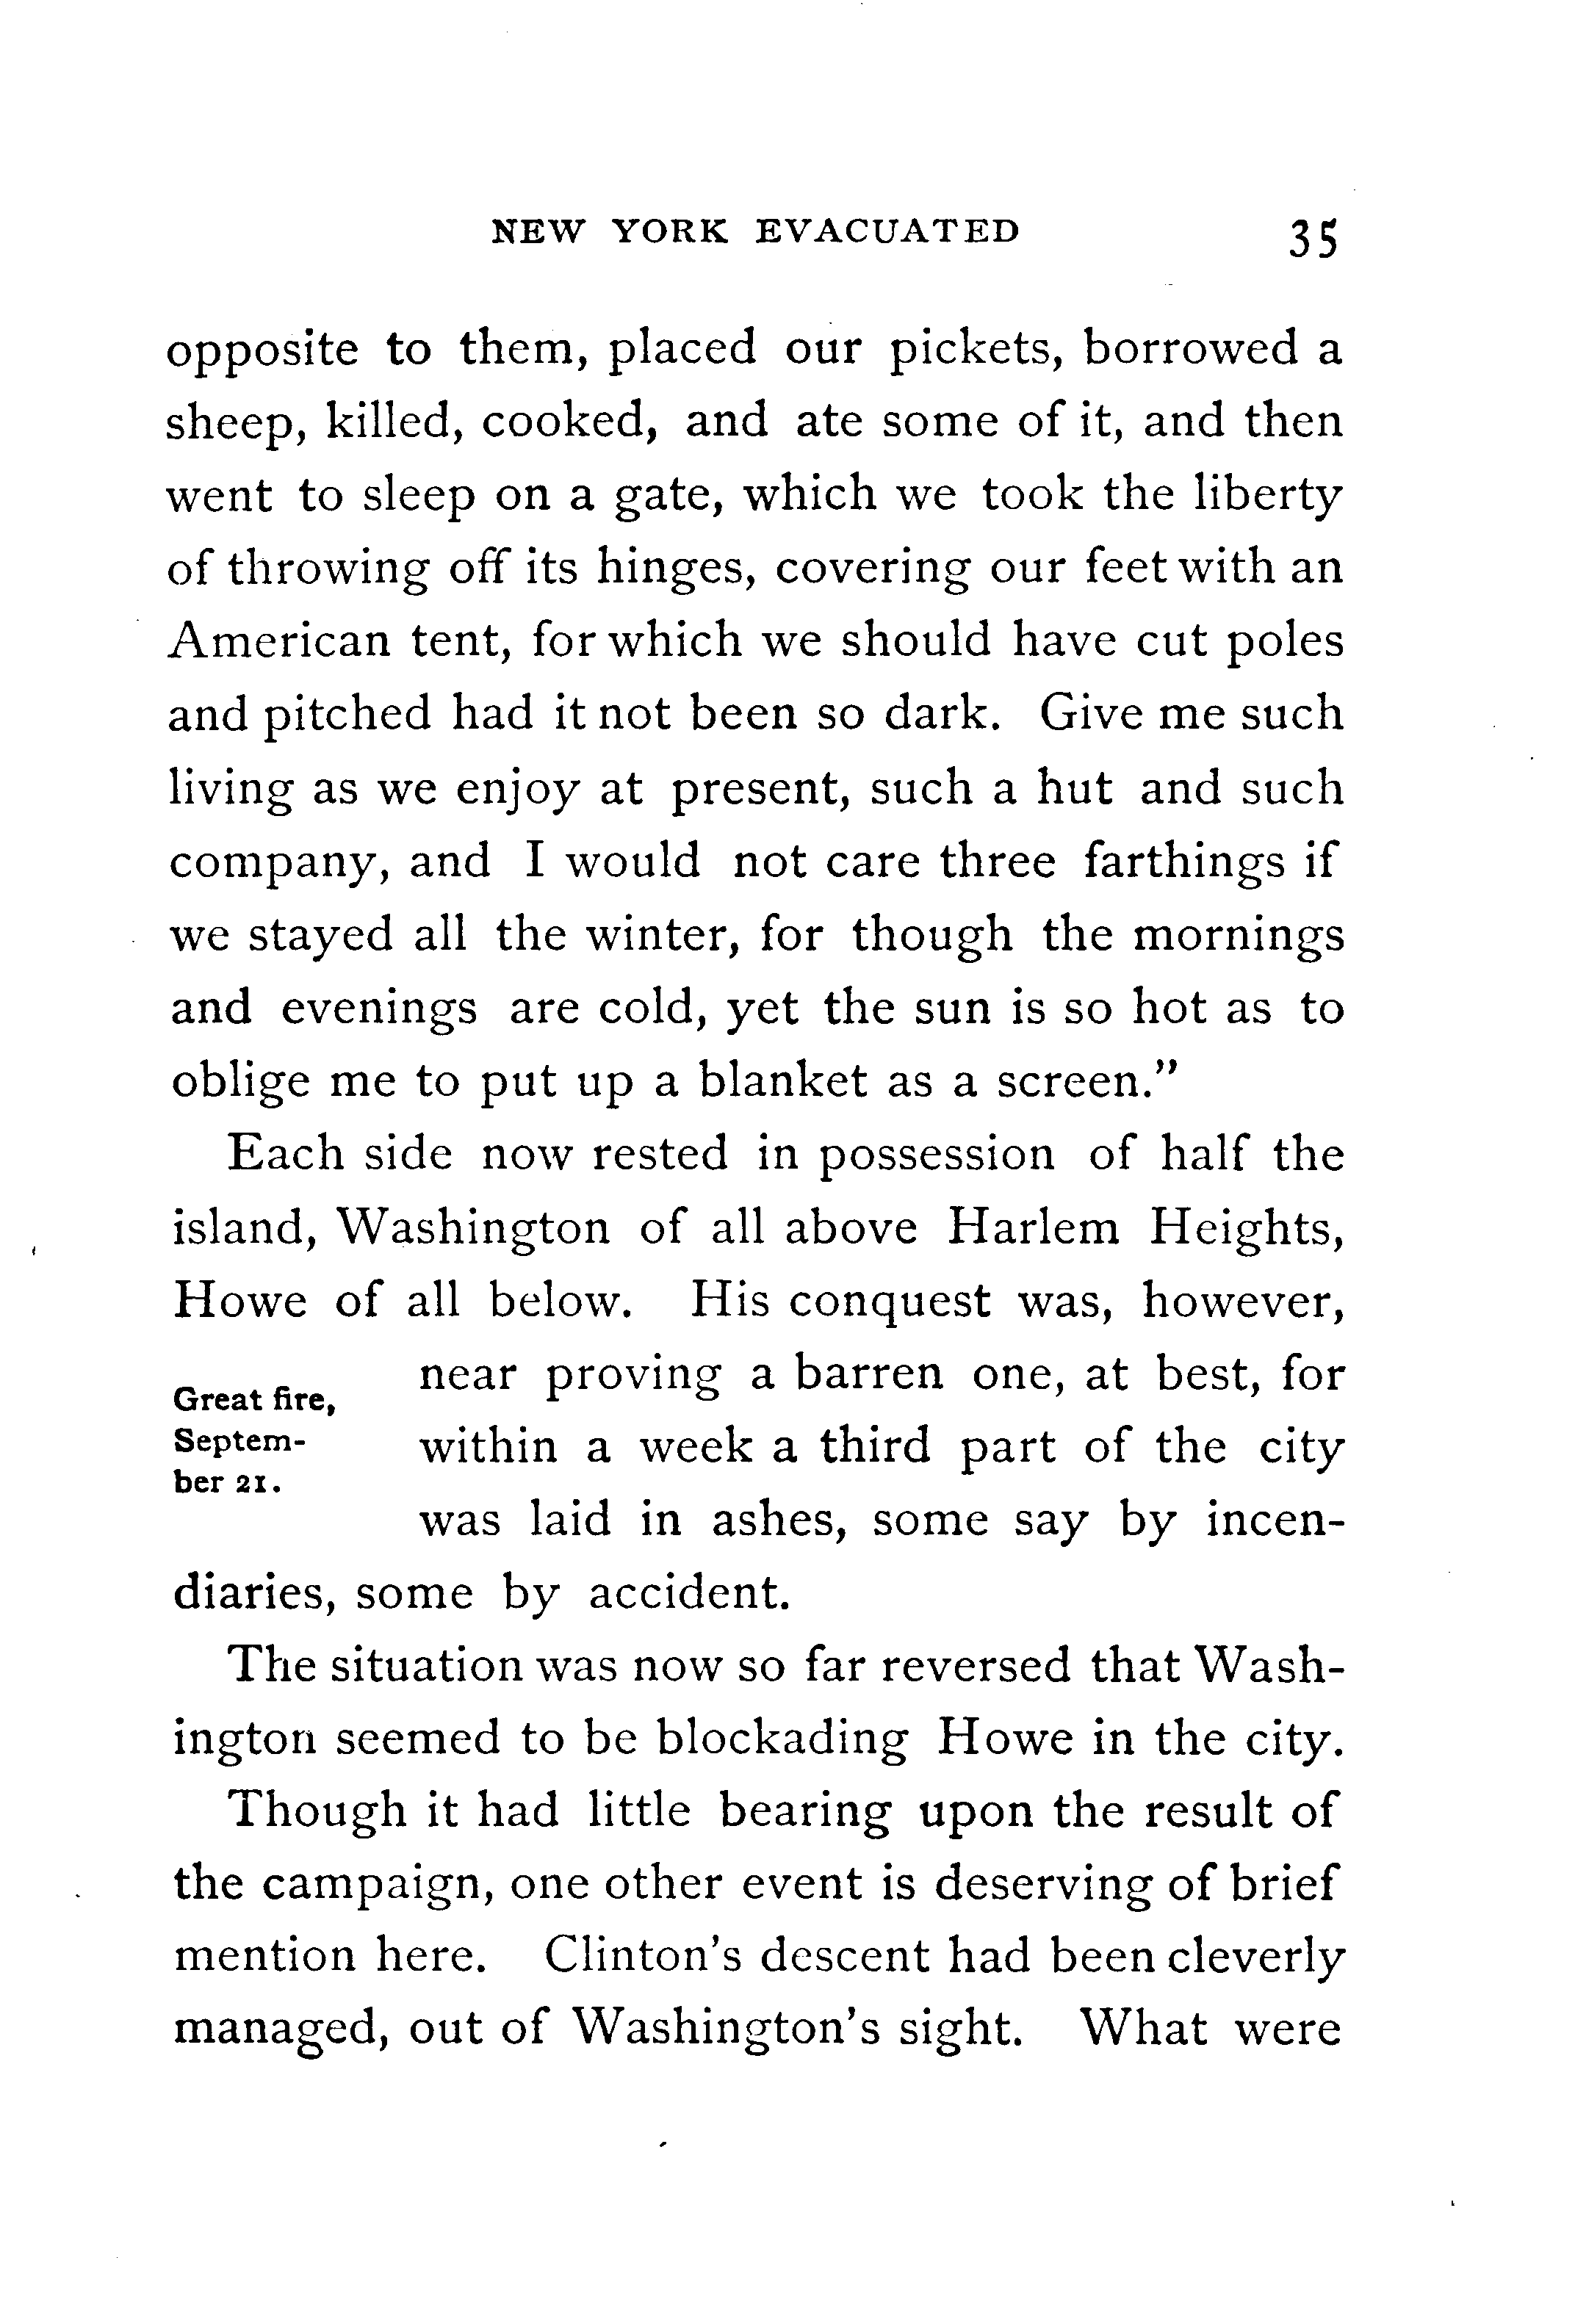 NEW YORK EVACUATED 35
opposite to them, placed our pickets, borrowed a
sheep, killed, cooked, and ate some of it, and then
went to sleep on a gate, which we took the liberty
of throwing off its hinges, covering our feet with an
American tent, for which we should have cut poles
and pitched had it not been so dark. Give me such
living as we enjoy at present, such a hut and such
company, and I would not care three farthings if
we stayed all the winter, for though the mornings
and evenings are cold, yet the sun is so hot as to
oblige me to put up a blanket as a screen.”
Each side now rested in possession of half the
island, Washington of all above Harlem Heights,
Howe of all below. His conquest was, however,
Great fire,
Septem-
ber 21.
near proving a barren one, at best, for
within a week a third part of the city
was laid in ashes, some say by incen-
diaries, some by accident.
The situation was now so far reversed that Wash-
ington seemed to be blockading Howe in the city.
Though it had little bearing upon the result of
the campaign, one other event is deserving of brief
mention here. Clinton's descent had been cleverly
managed, out of Washington's sight. What were